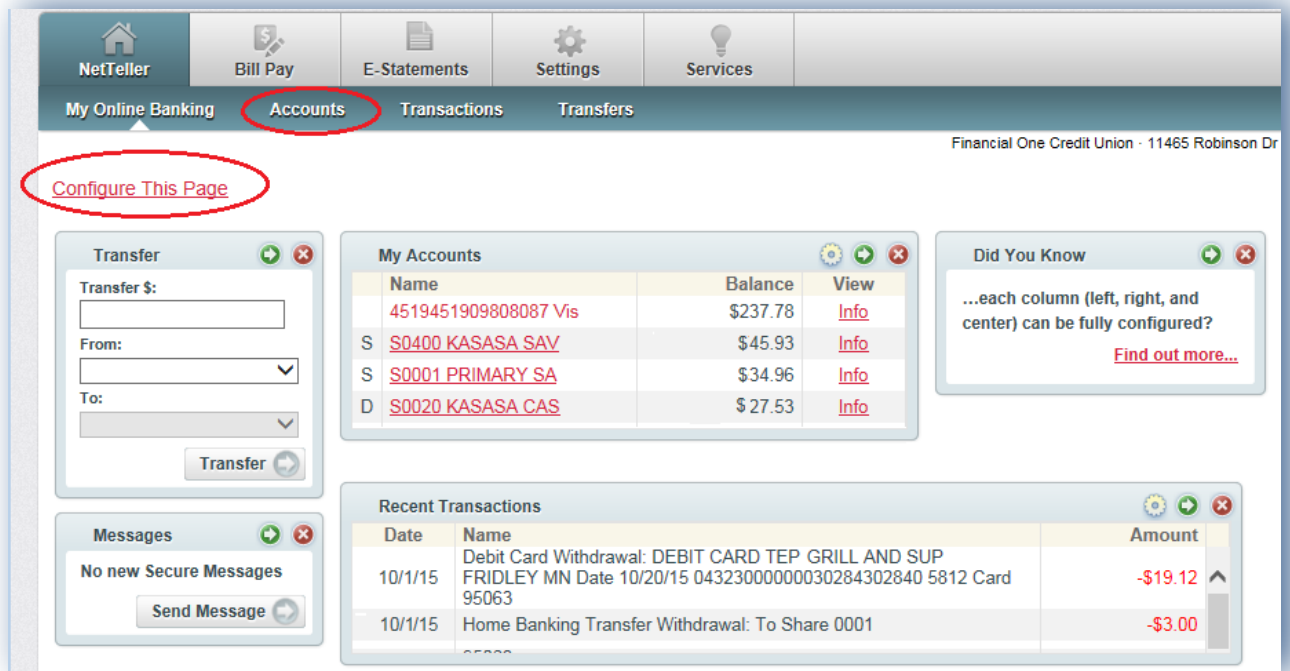 NetTeller
Bill Pay
E-Statements
Settings
Services
My Online Banking Accounts Transactions Transfers
Financial One Credit Union · 11465 Robinson Dr
Configure This Page
Transfer
Transfer $:
From:
To:
Transfer
Messages
No new Secure Messages
Send Message
My Accounts
Name Balance View
4519451909808087 Vis $237.78 Info
S S0400 KASASA SAV $45.93 Info
S S0001 PRIMARY SA $34.96 Info
D S0020 KASASA CAS $27.53 Info
Did You Know
...each column (left, right, and
center) can be fully configured?
Find out more...
Recent Transactions
Date Name Amount
Debit Card Withdrawal: DEBIT CARD TEP GRILL AND SUP
10/1/15 FRIDLEY MN Date 10/20/15 04323000000030284302840 5812 Card -$19.12
95063
10/1/15 Home Banking Transfer Withdrawal: To Share 0001 -$3.00